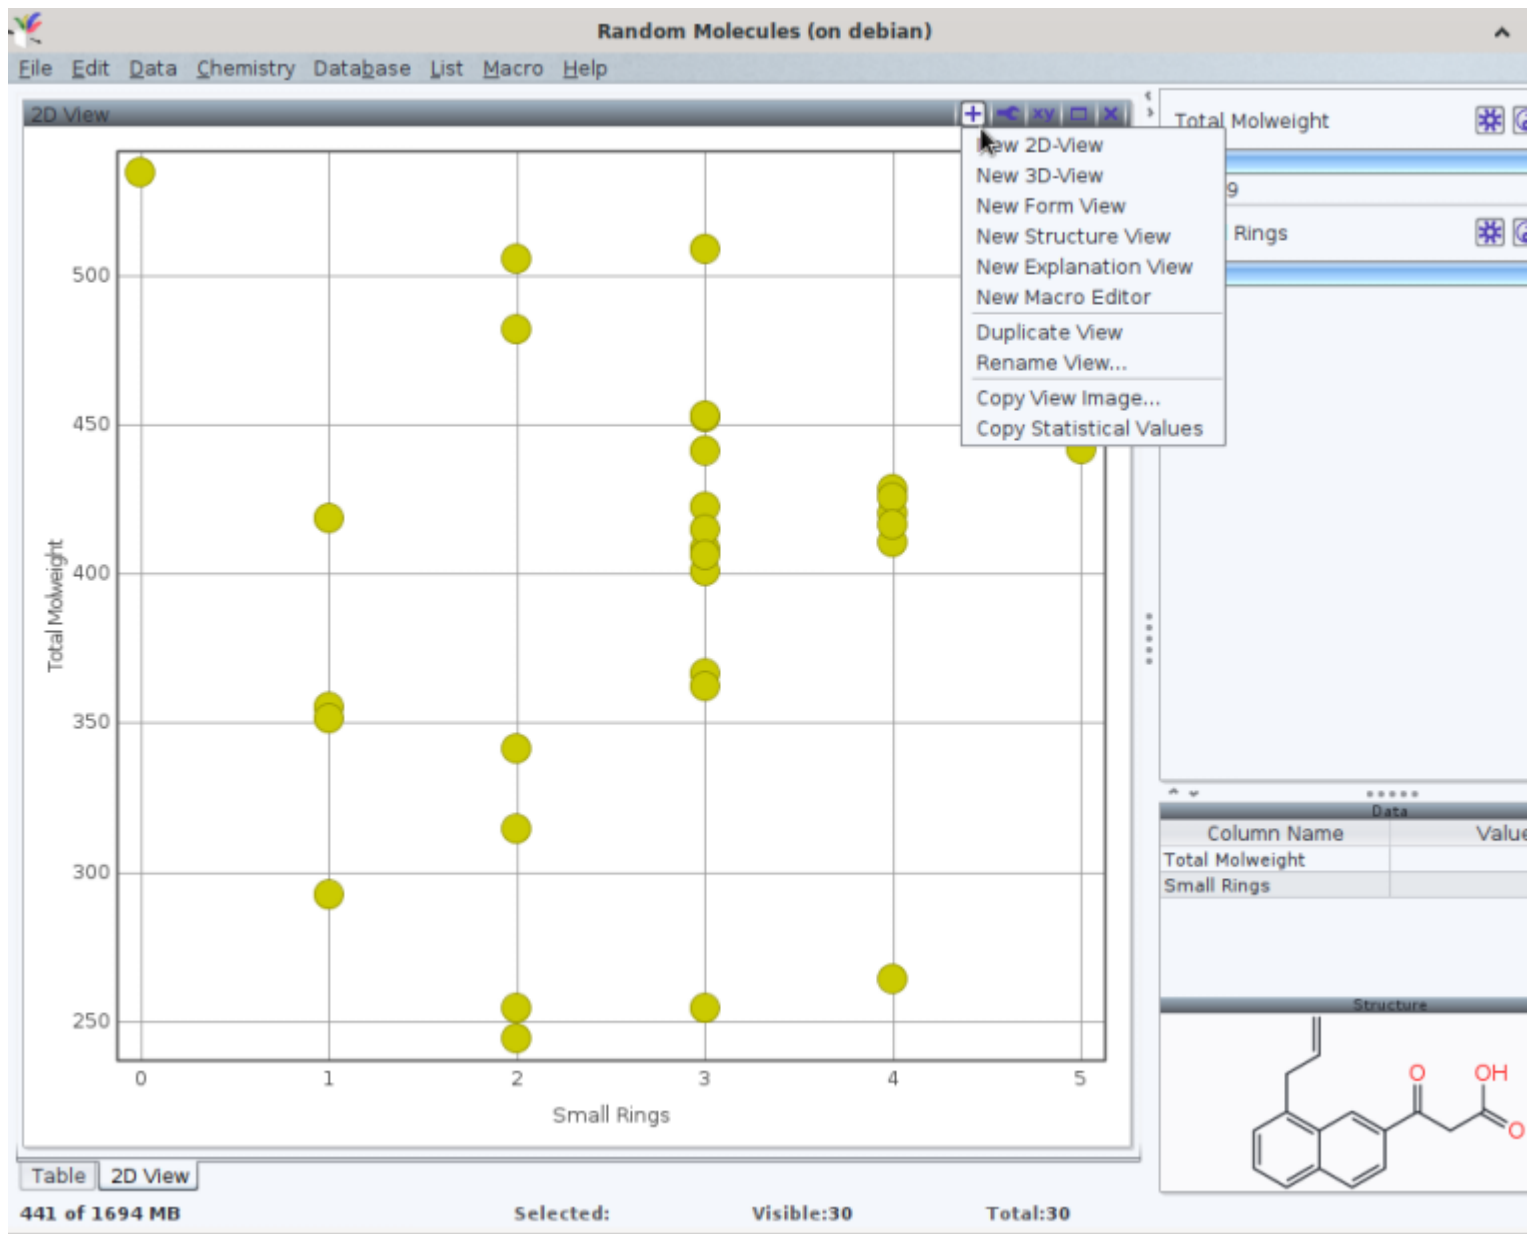 Random Molecules (on debian)
File Edit Data Chemistry Database List Macro Help
2D View
xy
New 2D-View
New 3D-View
New Form View
New Structure View
New Explanation View
New Macro Editor
Duplicate View
Rename View...
Copy View Image...
Copy Statistical Values
Total Molweight
9
Rings
500
450
400
350
300
250
Total Molweight
0 1 2 3 4 5
Small Rings
Data
Column Name Value
Total Molweight
Small Rings
Structure
O OH
O
Table 2D View
441 of 1694 MB Selected: Visible:30 Total:30